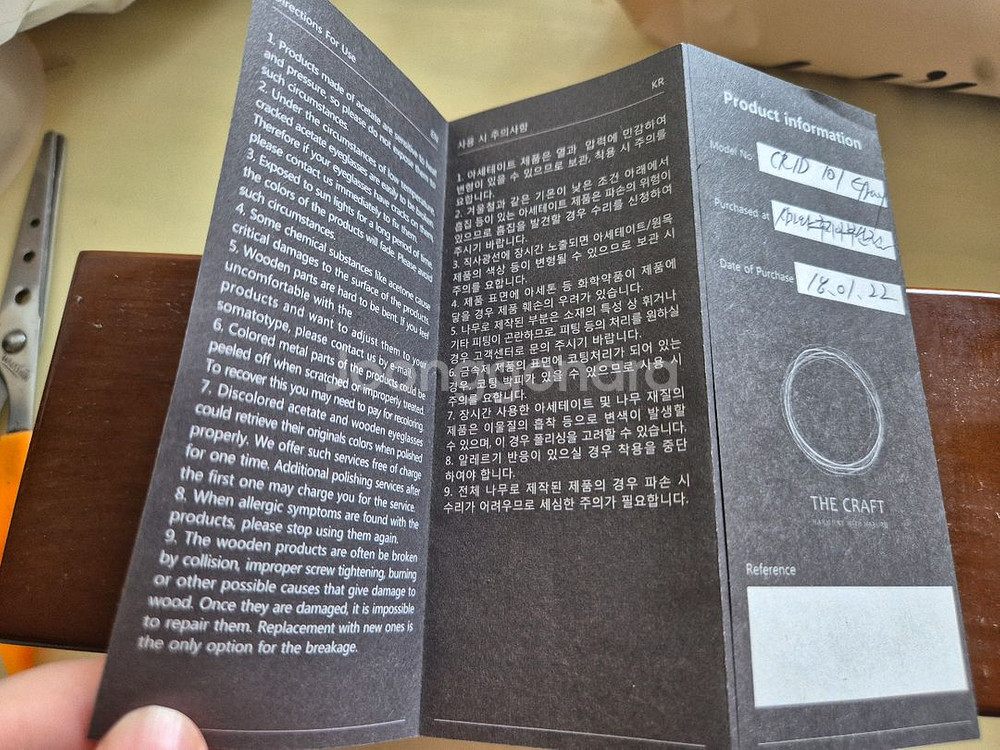 Directions For Use
EN
1. Products made of acetate are sensitive to heat
and pressure, so please do not expose them to
such circumstances.
2. Under the circumstances of low temperature,
cracked acetate eyeglasses are easily to be broken.
Therefore if your eyeglasses have cracks on them,
please contact us immediately to fix them.
3. Exposed to sun lights for a long period of time,
the colors of the products will fade. Please avoid
such circumstances.
4. Some chemical substances like acetone cause
critical damages to the surface of the products.
5. Wooden parts are hard to be bent. If you feel
uncomfortable with the
products and want to adjust them to your
somatotype, please contact us by e-mail.
6. Colored metal parts of the products could be
peeled off when scratched or improperly treated.
To recover this you may need to pay for recoloring.
7. Discolored acetate and wooden eyeglasses
could retrieve their originals colors when polished
properly. We offer such services free of charge
for one time. Additional polishing services after
the first one may charge you for the service.
8. When allergic symptoms are found with the
products, please stop using them again.
9. The wooden products are often be broken
by collision, improper screw tightening, burning
or other possible causes that give damage to
wood. Once they are damaged, it is impossible
to repair them. Replacement with new ones is
the only option for the breakage.
사용 시 주의사항
KR
1. 아세테이트 제품은 열과 압력에 민감하여
변형이 있을 수 있으므로 보관, 착용 시 주의를
요합니다.
2. 겨울철과 같은 기온이 낮은 조건 아래에서
흠집 등이 있는 아세테이트 제품은 파손의 위험이
있으므로 흠집을 발견할 경우 수리를 신청하여
주시기 바랍니다.
3. 직사광선에 장시간 노출되면 아세테이트/원목
제품의 색상 등이 변형될 수 있으므로 보관 시
주의를 요합니다.
4. 제품 표면에 아세톤 등 화학약품이 제품에
닿을 경우 제품 훼손의 우려가 있습니다.
5. 나무로 제작된 부분은 소재의 특성 상 휘거나
기타 피팅이 곤란하므로, 피팅 등의 처리를 원하실
경우 고객센터로 문의 주시기 바랍니다.
6. 금속제 제품의 표면에 코팅처리가 되어 있는
경우, 코팅 박피가 있을 수 있으므로 사용 시
주의를 요합니다.
7. 장시간 사용한 아세테이트 및 나무 재질의
제품은 이물질의 흡착 등으로 변색이 발생할
수 있으며, 이 경우 폴리싱을 고려할 수 있습니다.
8. 알레르기 반응이 있으실 경우 착용을 중단
하여야 합니다.
9. 전체 나무로 제작된 제품의 경우 파손 시
수리가 어려우므로 세심한 주의가 필요합니다.
Product information
Model No.
101
Purchased at
Date of Purchase
18.01.22
THE CRAFT
HARMONY WITH NATURE
Reference
joonggonara